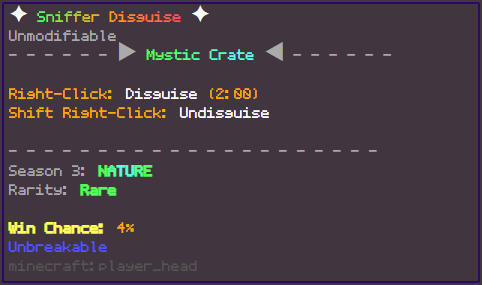 ✦ Sniffer Disguise ✦
Unmodifiable
- - - - - - ▶ Mystic Crate ◀ - - - - - -
Right-Click: Disguise (2:00)
Shift Right-Click: Undisguise
- - - - - - - - - - - - - - - - - - - - - -
Season 3: NATURE
Rarity: Rare
Win Chance: 4%
Unbreakable
minecraft:player_head